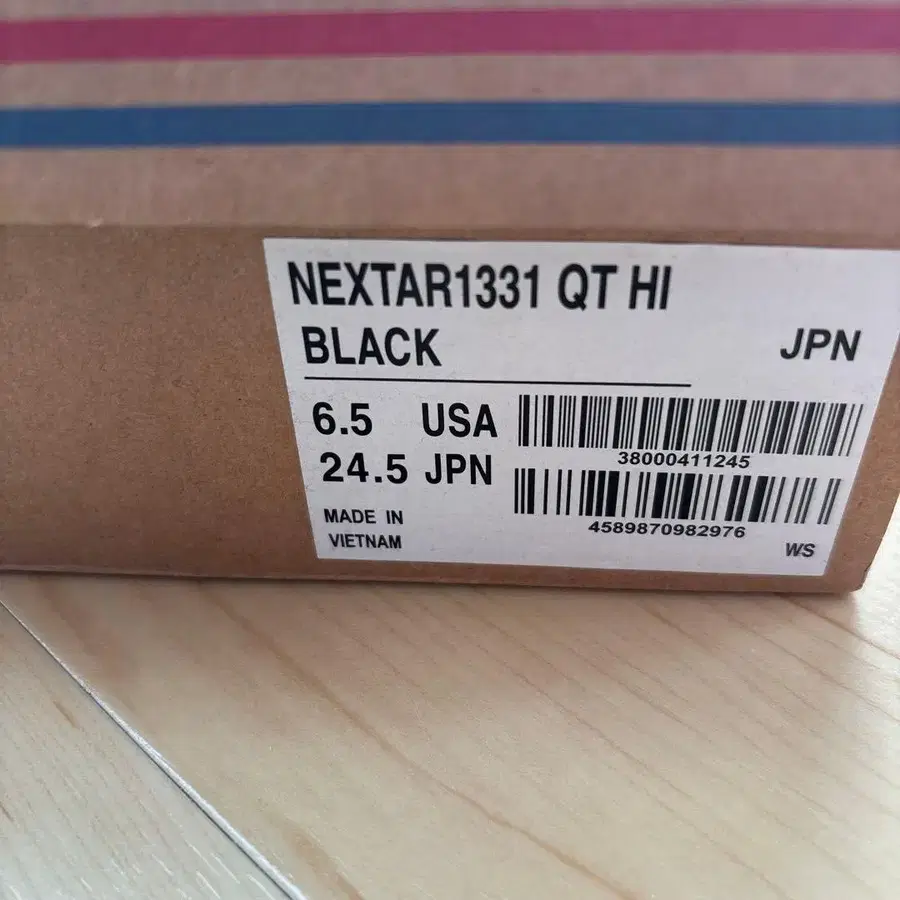 NEXTAR1331 QT HI
BLACK JPN
6.5 USA
24.5 JPN
38000411245
4589870982976
MADE IN
VIETNAM
WS